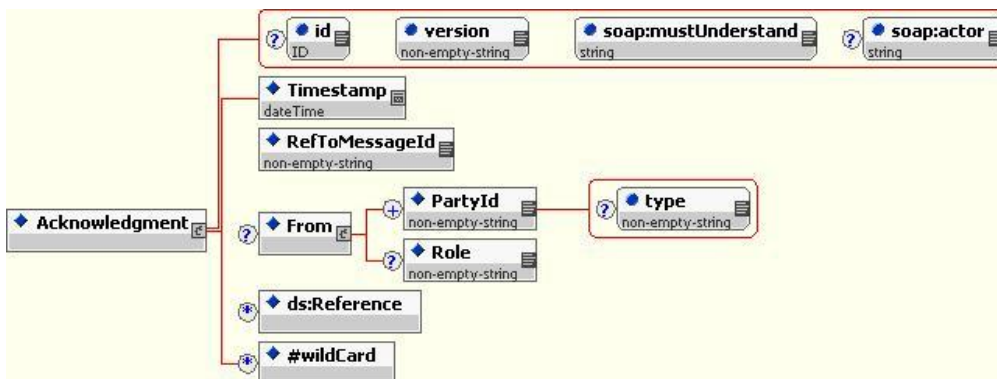 ? id
ID
version
non-empty-string
soap:mustUnderstand
string
? soap:actor
string
Timestamp
dateTime
RefToMessageId
non-empty-string
Acknowledgment
? From
+ PartyId
non-empty-string
? type
non-empty-string
? Role
non-empty-string
* ds:Reference
* #wildCard